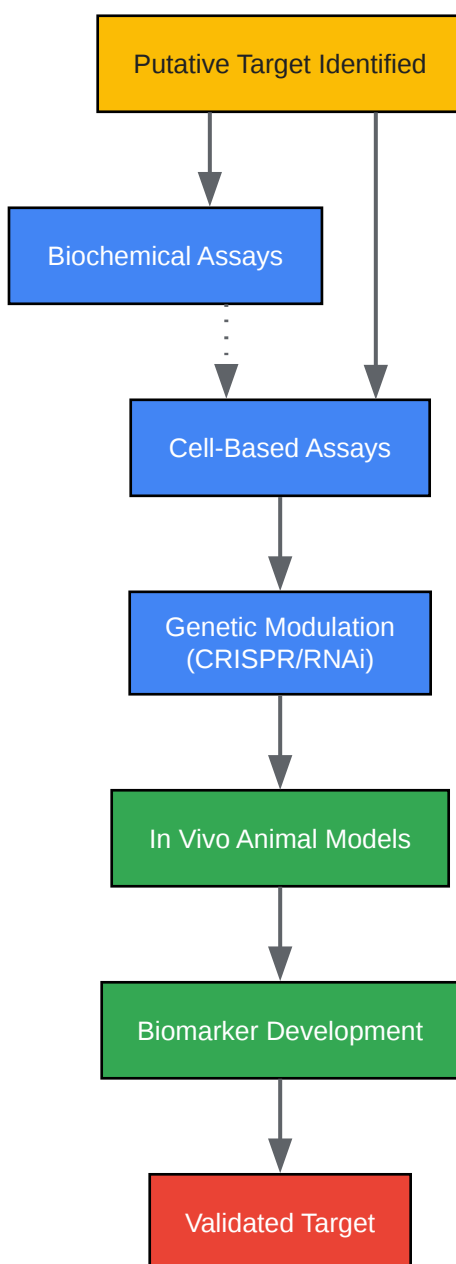 Putative Target Identified
Biochemical Assays
Cell-Based Assays
Genetic Modulation
(CRISPR/RNAi)
In Vivo Animal Models
Biomarker Development
Validated Target